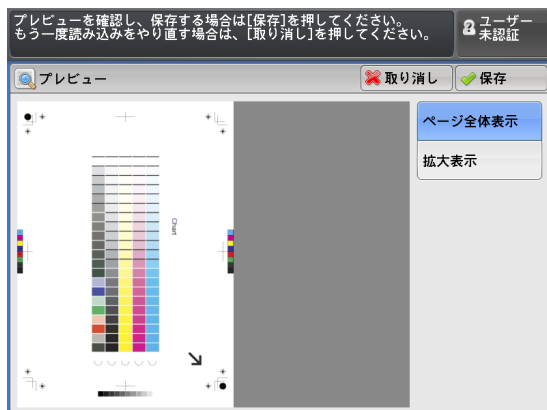 プレビューを確認し、保存する場合は[保存]を押してください。
もう一度読み込みをやり直す場合は、[取り消し]を押してください。
ユーザー
未認証
プレビュー
取り消し
保存
ページ全体表示
拡大表示
Chart